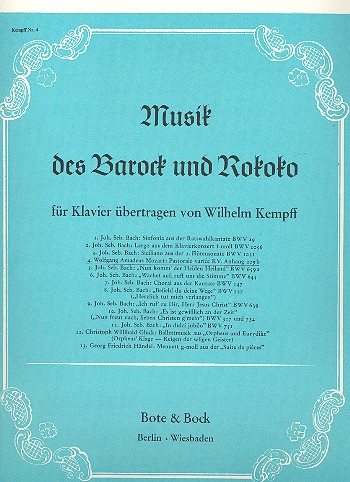 Kempff Nr. 4
Musik
des Barock und Rokoko
für Klavier übertragen von Wilhelm Kempff
1. Joh. Seb. Bach: Sinfonia aus der Ratswahlkantate BWV 29
2. Joh. Seb. Bach: Largo aus dem Klavierkonzert f-moll BWV 1056
3. Joh. Seb. Bach: Siciliano aus der 2. Flötensonate BWV 1031
4. Wolfgang Amadeus Mozart: Pastorale variée KV. Anhang 209b
5. Joh. Seb. Bach: „Nun komm' der Heiden Heiland" BWV 659a
6. Joh. Seb. Bach: „Wachet auf, ruft uns die Stimme" BWV 645
7. Joh. Seb. Bach: Choral aus der Kantate BWV 147
8. Joh. Seb. Bach: „Befiehl du deine Wege" BWV 727
(„Herzlich tut mich verlangen")
9. Joh. Seb. Bach: „Ich ruf' zu Dir, Herr Jesus Christ" BWV 639
10. Joh. Seb. Bach: „Es ist gewißlich an der Zeit"
(„Nun freut euch, lieben Christen g'mein") BWV 307 und 734
11. Joh. Seb. Bach: „In dulci jubilo" BWV 751
12. Christoph Willibald Gluck: Ballettmusik aus „Orpheus und Eurydike"
(Orpheus' Klage — Reigen der seligen Geister)
13. Georg Friedrich Händel: Menuett g-moll aus der „Suite de pièces"
Bote & Bock
Berlin · Wiesbaden